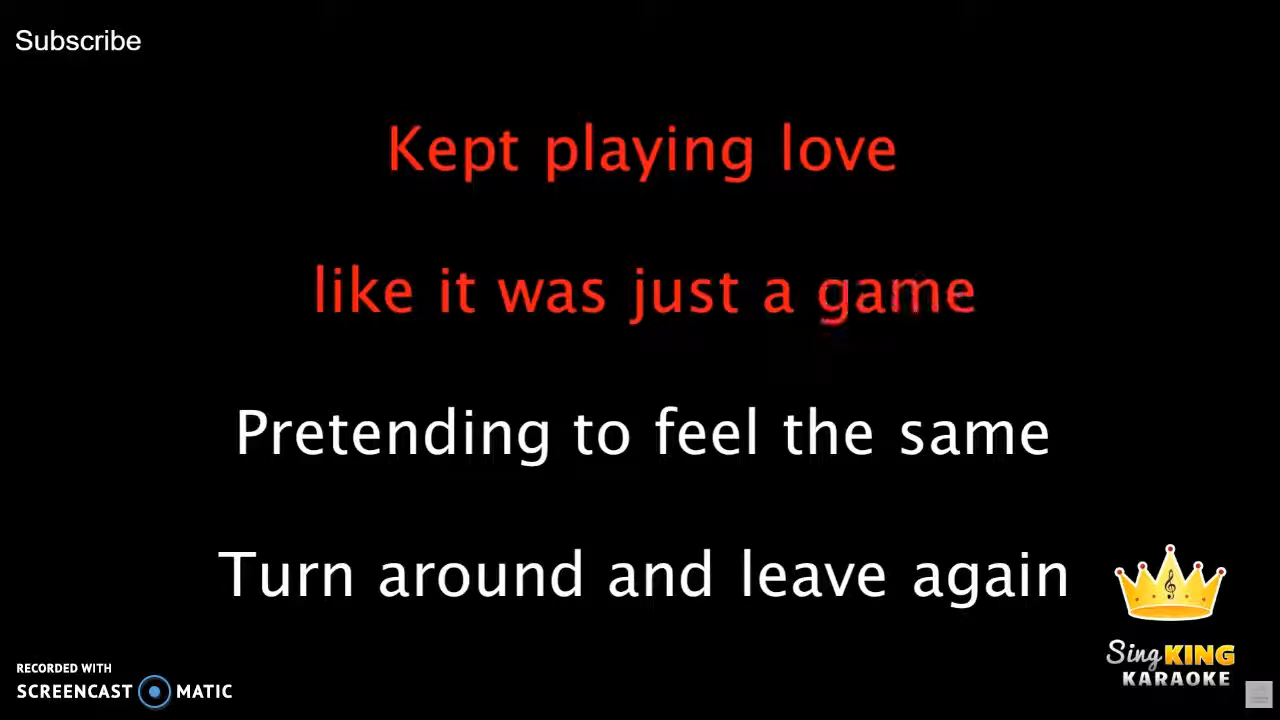 Subscribe
Kept playing love
like it was just a game
Pretending to feel the same
Turn around and leave again
Sing KING
KARAOKE
RECORDED WITH
SCREENCAST MATIC